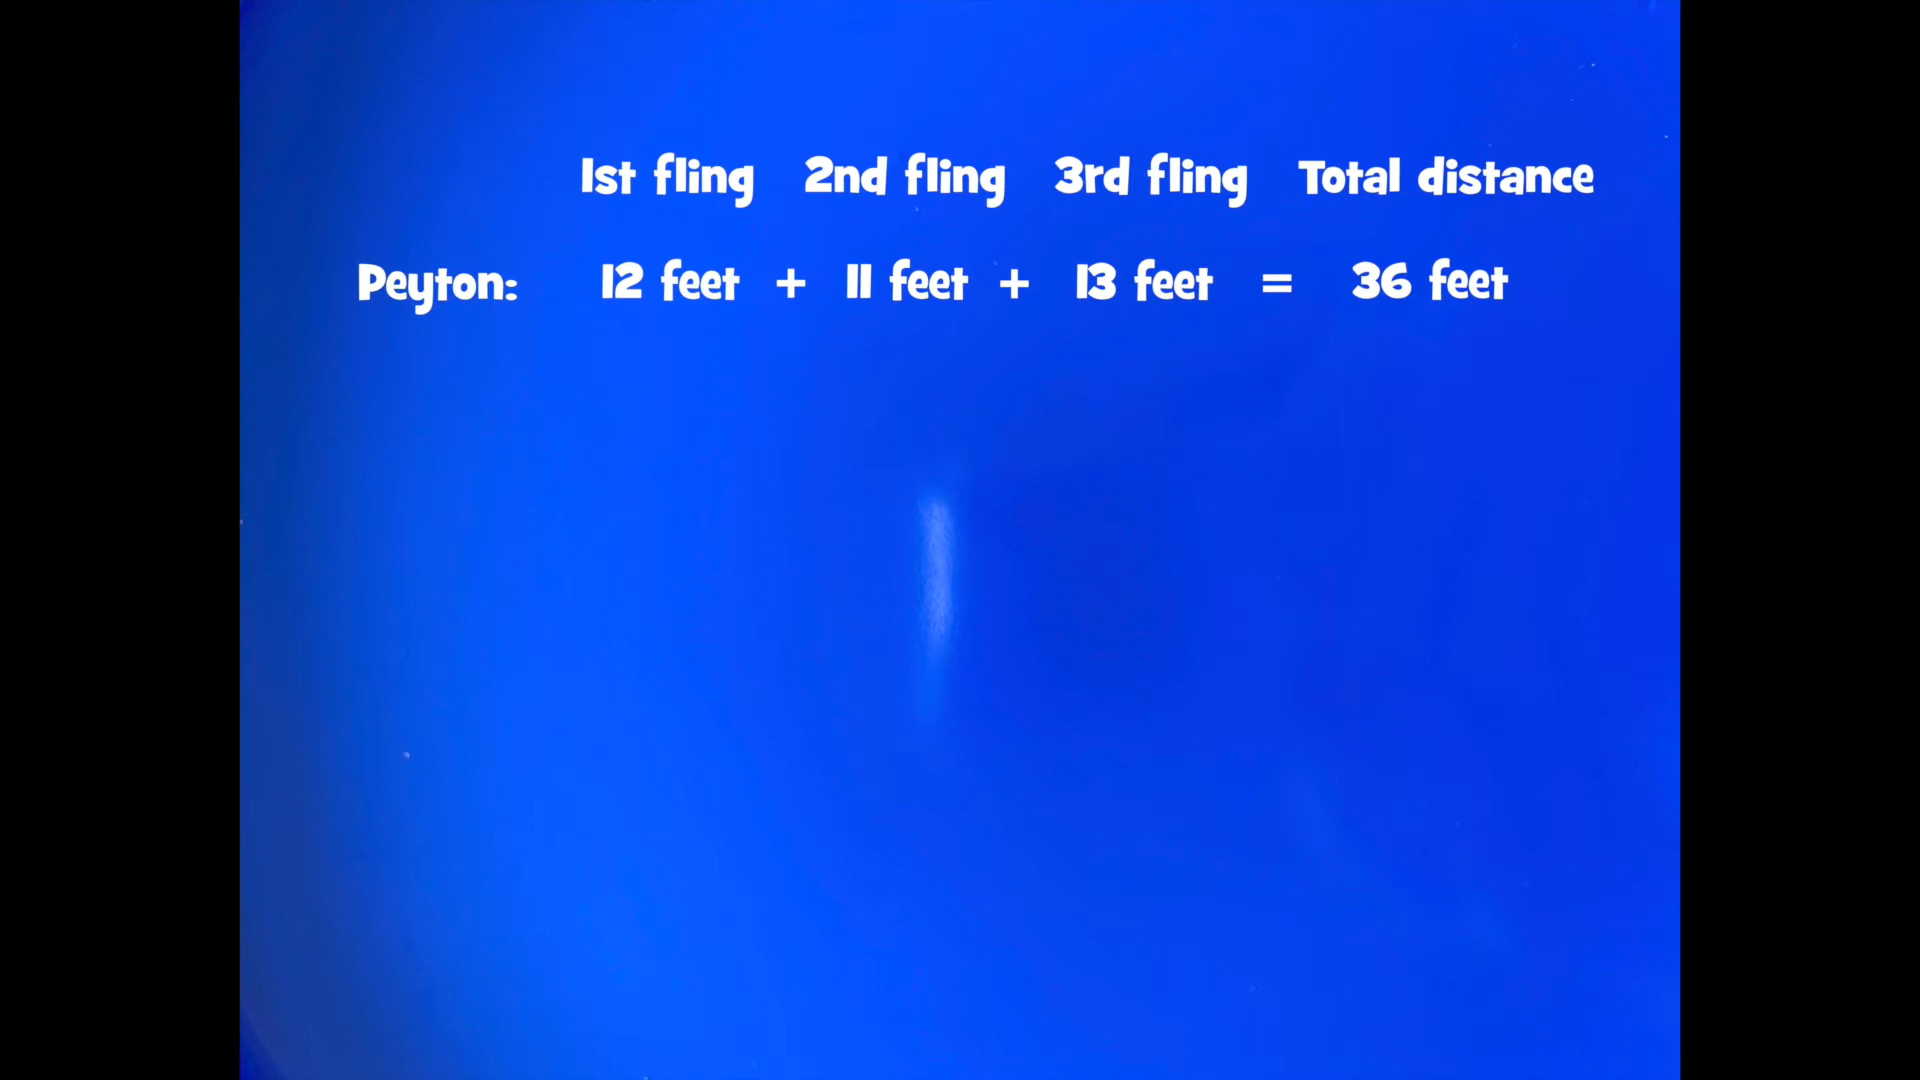 1st fling 2nd fling 3rd fling Total distance
Peyton: 12 feet + 11 feet + 13 feet = 36 feet